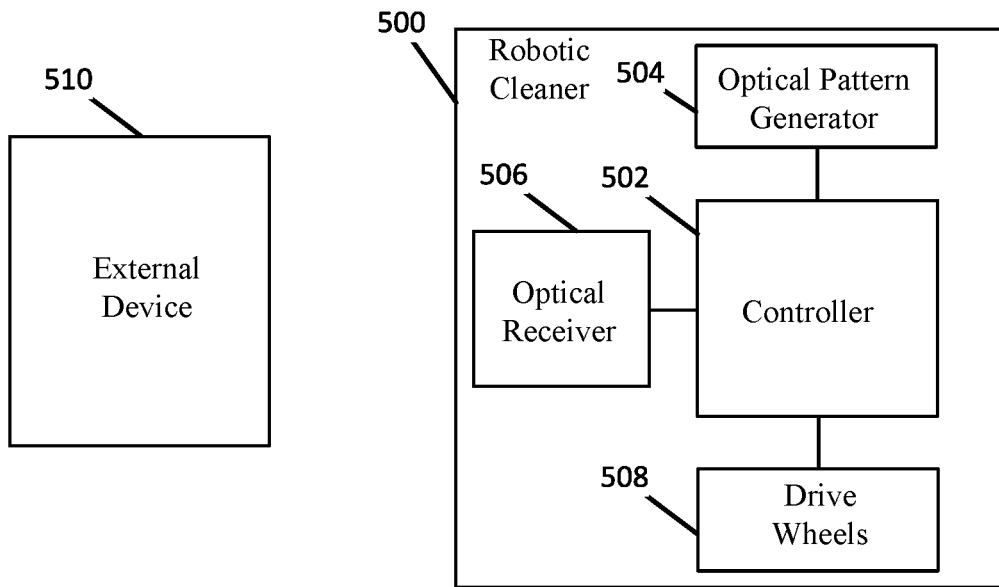 500
Robotic
Cleaner
504
Optical Pattern
Generator
510
506
502
External
Device
Optical
Receiver
Controller
508
Drive
Wheels